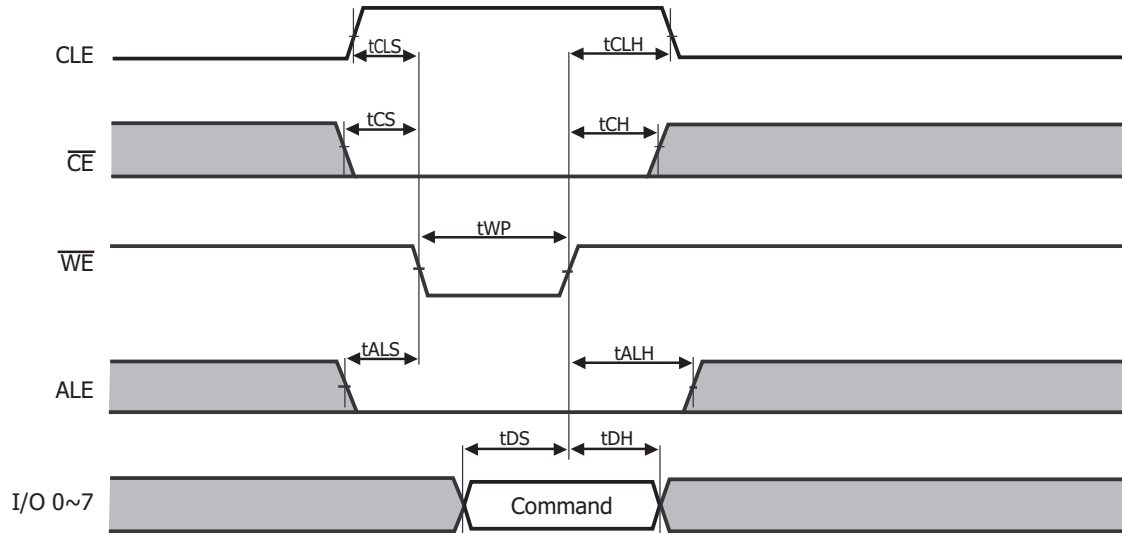 CLE
tCLS
tCLH
tCS
tCH
CE
tWP
WE
tALS
tALH
ALE
tDS
tDH
I/O 0~7
Command